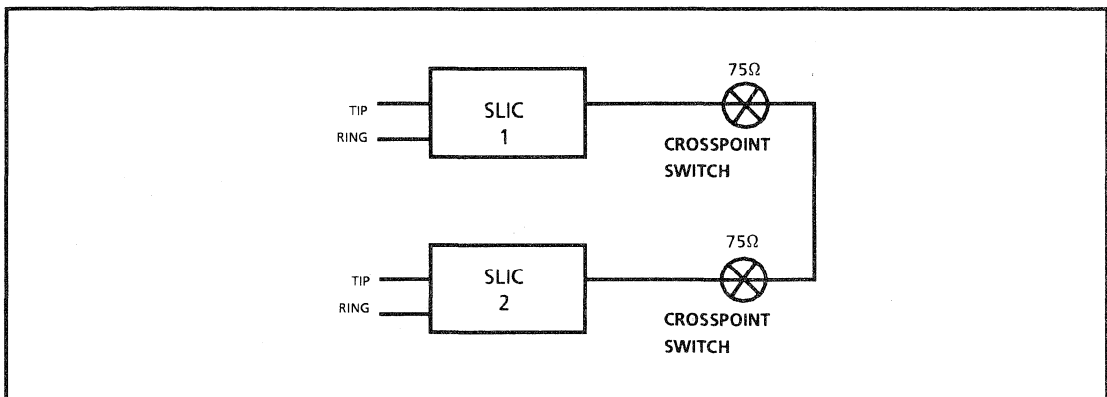 75Ω
TIP
SLIC
1
RING
CROSSPOINT
SWITCH
75Ω
TIP
SLIC
2
RING
CROSSPOINT
SWITCH